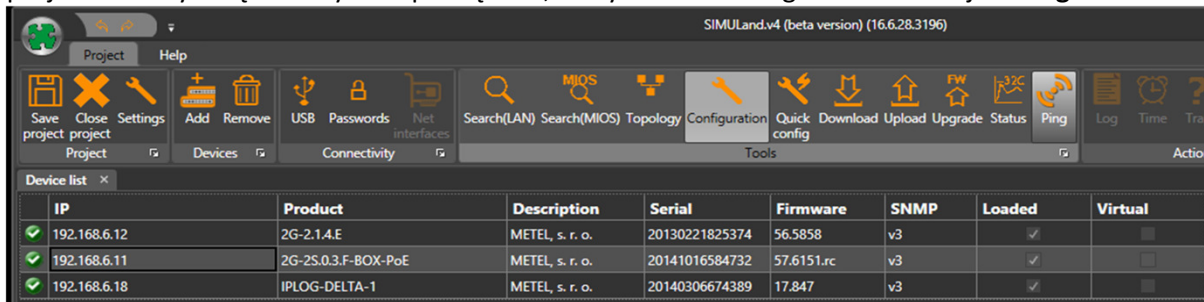 SIMULand.v4 (beta version) (16.6.28.3196)
Project Help
Save project Close project Settings Add Remove USB Passwords Net interfaces Search(LAN) Search(MIOS) Topology Configuration Quick config Download Upload Upgrade Status Ping Log Time
MIOS FW 32C
Project Devices Connectivity Tools
Device list ×
IP Product Description Serial Firmware SNMP Loaded Virtual
192.168.6.12 2G-2.1.4.E METEL, s. r. o. 20130221825374 56.5858 v3
192.168.6.11 2G-2S.0.3.F-BOX-PoE METEL, s. r. o. 20141016584732 57.6151.rc v3
192.168.6.18 IPLOG-DELTA-1 METEL, s. r. o. 20140306674389 17.847 v3